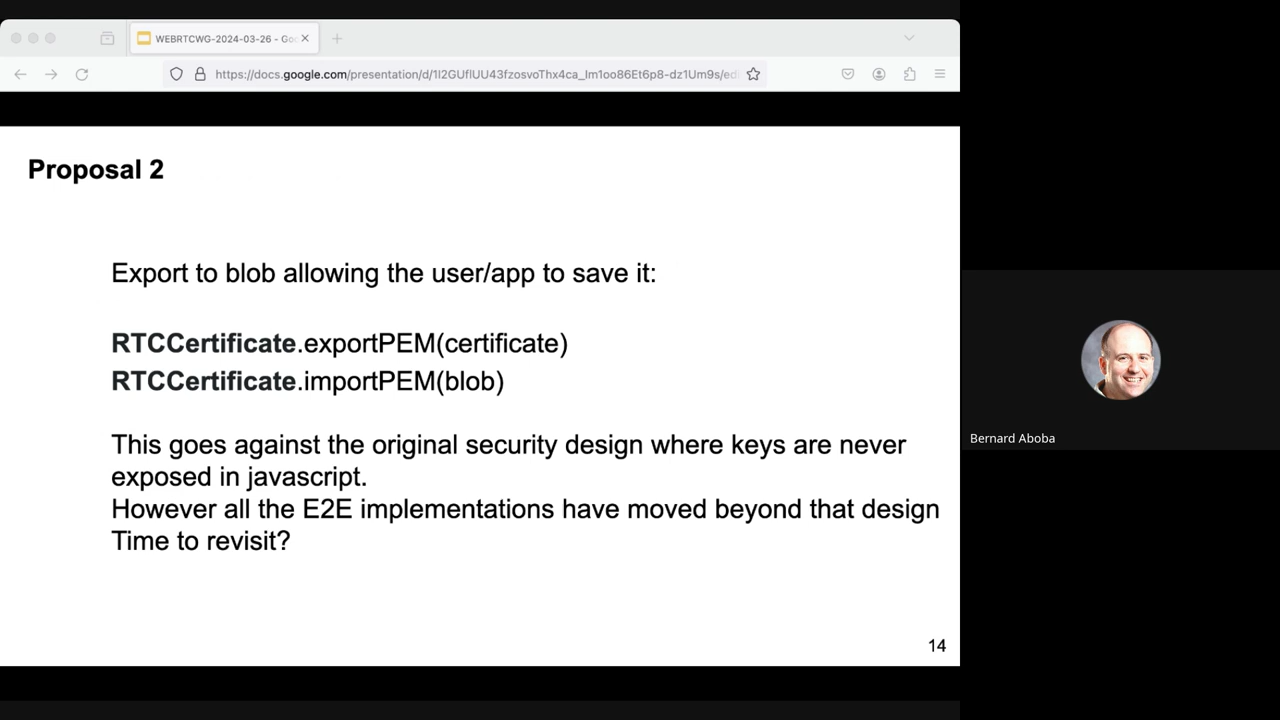 WEBRTCWG-2024-03-26 - Goo
https://docs.google.com/presentation/d/1I2GUflUU43fzosvoThx4ca_Im1oo86Et6p8-dz1Um9s/edi
Proposal 2
Export to blob allowing the user/app to save it:
RTCCertificate.exportPEM(certificate)
RTCCertificate.importPEM(blob)
This goes against the original security design where keys are never
exposed in javascript.
However all the E2E implementations have moved beyond that design
Time to revisit?
14
Bernard Aboba